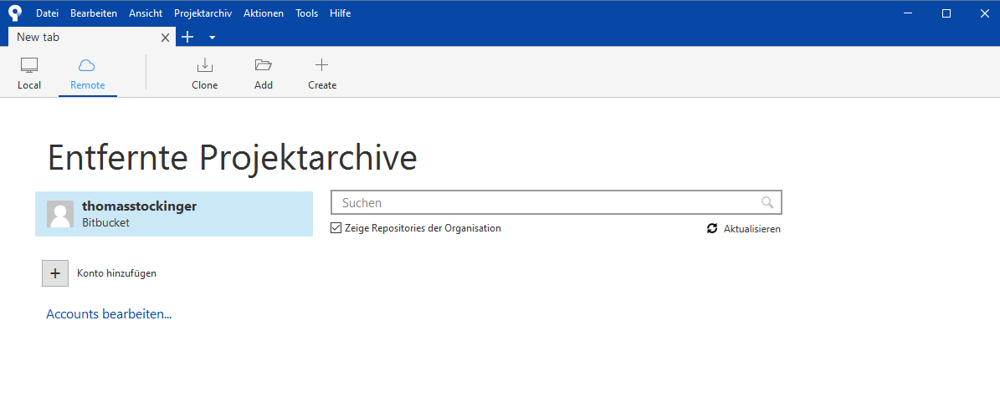 Datei Bearbeiten Ansicht Projektarchiv Aktionen Tools Hilfe
New tab
Local Remote Clone Add Create
Entfernte Projektarchive
thomasstockinger
Bitbucket
Suchen
Zeige Repositories der Organisation Aktualisieren
Konto hinzufügen
Accounts bearbeiten...